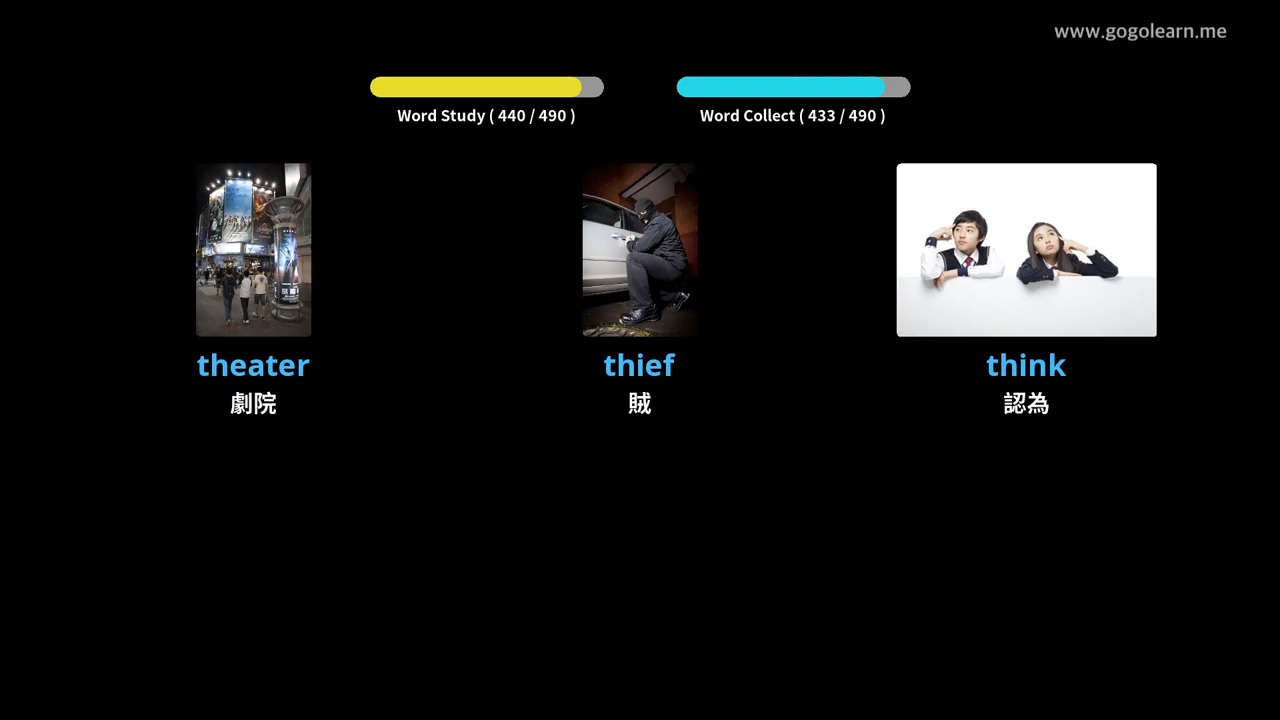 www.gogolearn.me
Word Study ( 440 / 490 )
Word Collect ( 433 / 490 )
theater
劇院
thief
賊
think
認為